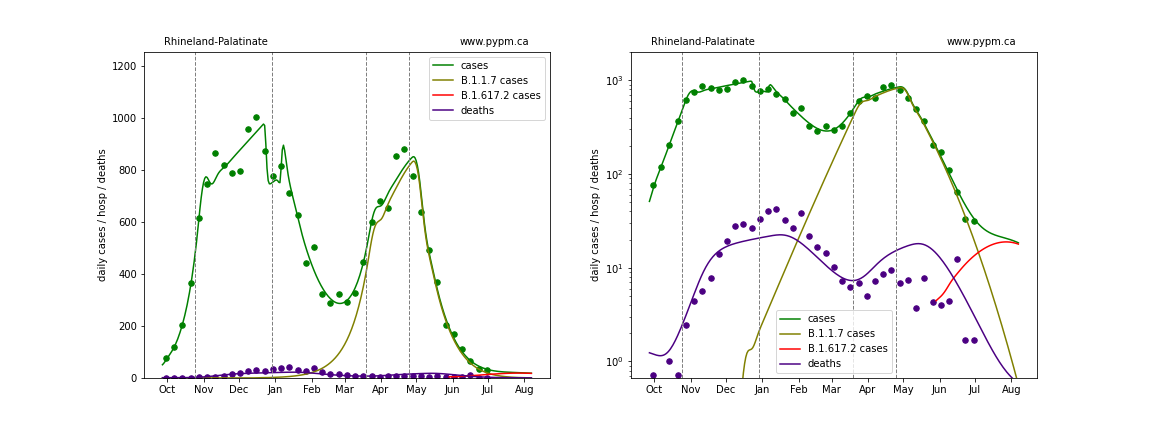 Rhineland-Palatinate www.pypm.ca
daily cases / hosp / deaths
1200
1000
800
600
400
200
0
cases
B.1.1.7 cases
B.1.617.2 cases
deaths
Oct Nov Dec Jan Feb Mar Apr May Jun Jul Aug
Rhineland-Palatinate www.pypm.ca
daily cases / hosp / deaths
10³
10²
10¹
10⁰
cases
B.1.1.7 cases
B.1.617.2 cases
deaths
Oct Nov Dec Jan Feb Mar Apr May Jun Jul Aug